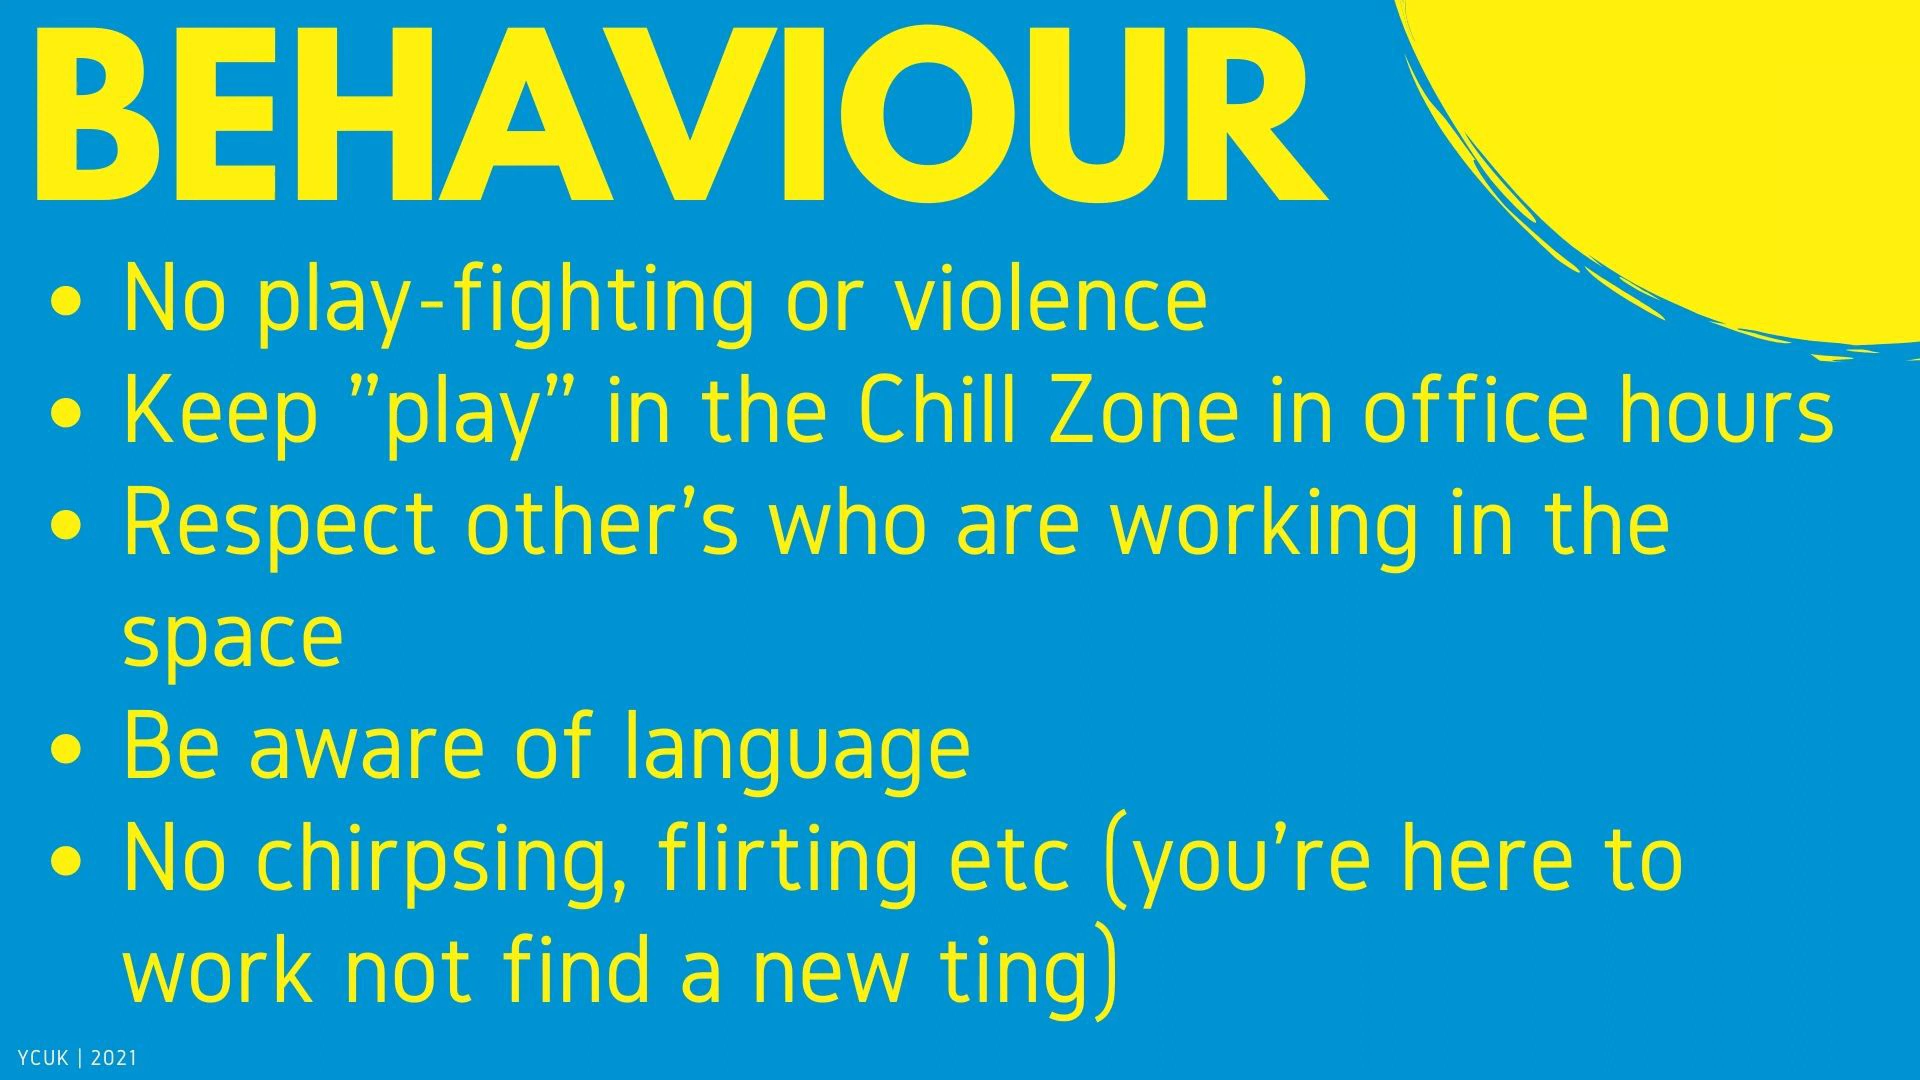 BEHAVIOUR
• No play-fighting or violence
• Keep ”play” in the Chill Zone in office hours
• Respect other’s who are working in the
space
• Be aware of language
• No chirpsing, flirting etc (you’re here to
work not find a new ting)
YCUK | 2021